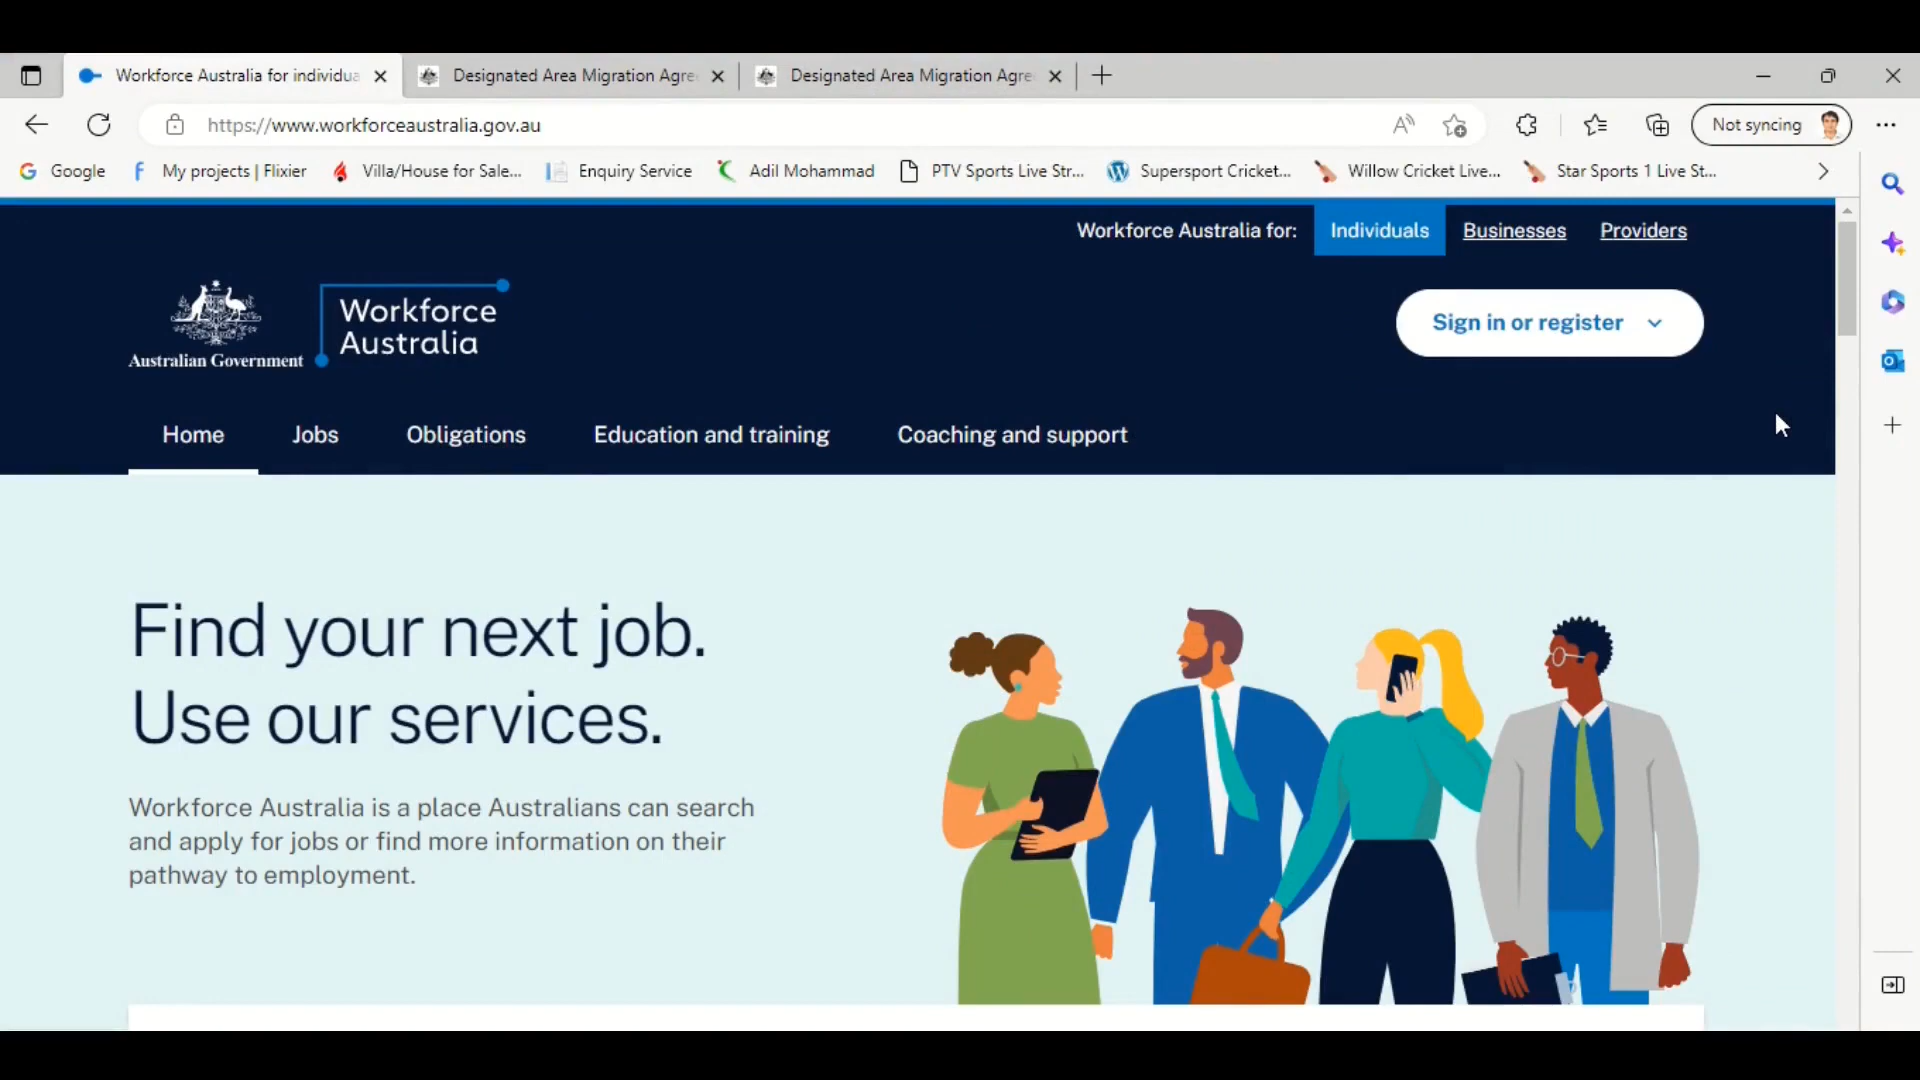 Workforce Australia for individua
Designated Area Migration Agre
Designated Area Migration Agre
https://www.workforceaustralia.gov.au
Not syncing
Google
My projects | Flixier
Villa/House for Sale...
Enquiry Service
Adil Mohammad
PTV Sports Live Str...
Supersport Cricket...
Willow Cricket Live...
Star Sports 1 Live St...
Workforce Australia for:
Individuals
Businesses
Providers
Australian Government
Workforce
Australia
Sign in or register
Home
Jobs
Obligations
Education and training
Coaching and support
Find your next job.
Use our services.
Workforce Australia is a place Australians can search
and apply for jobs or find more information on their
pathway to employment.